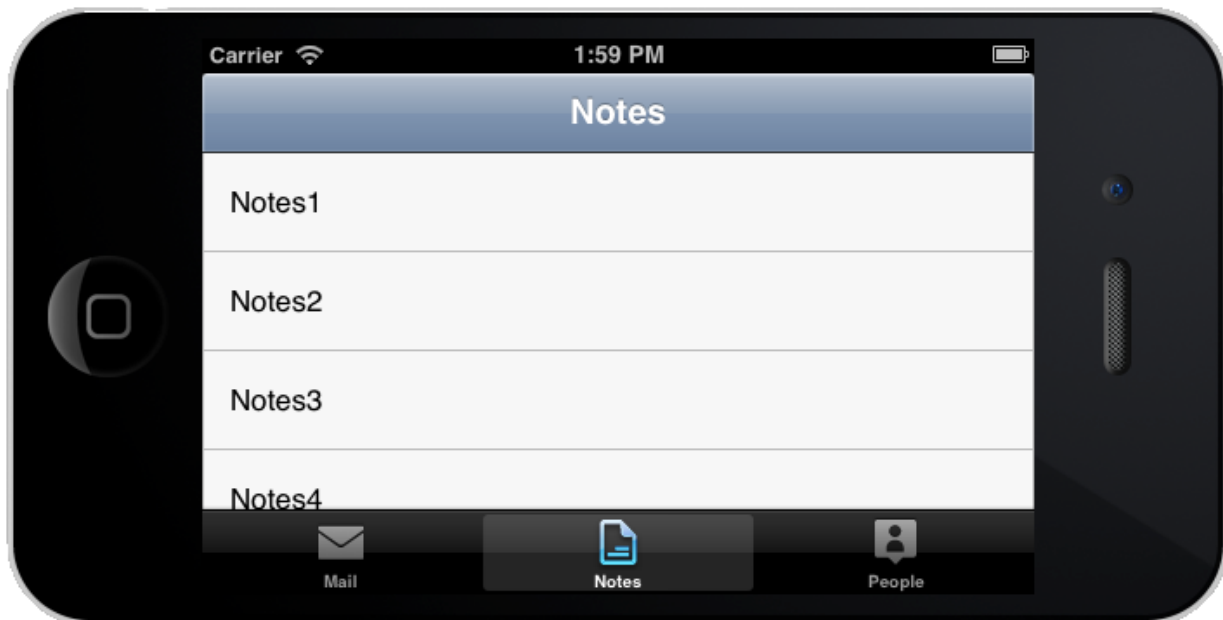 Carrier 1:59 PM
Notes
Notes1
Notes2
Notes3
Notes4
Mail Notes People